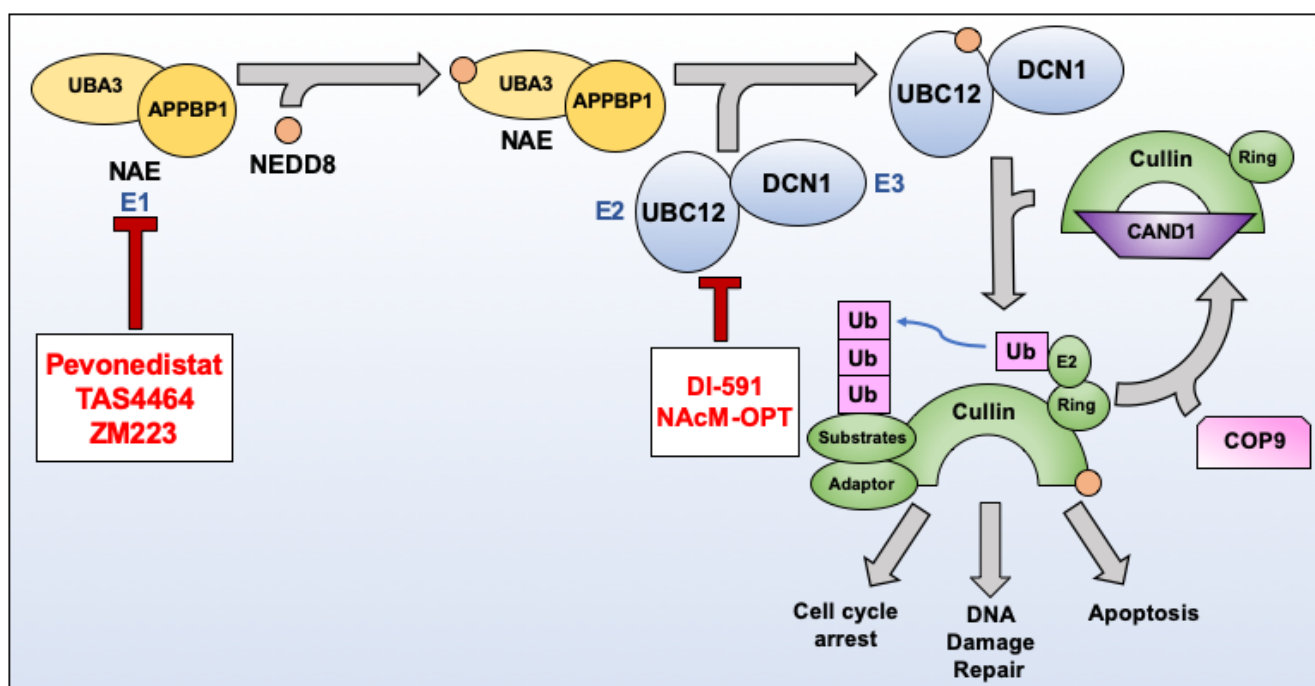 UBA3
APPBP1
NAE
E1
NEDD8
UBA3
APPBP1
NAE
UBC12
DCN1
E2
UBC12
DCN1
E3
Cullin
Ring
CAND1
Pevonedistat
TAS4464
ZM223
DI-591
NAcM-OPT
Ub
Ub
Ub
Ub
E2
Ring
Cullin
Substrates
Adaptor
COP9
Cell cycle
arrest
DNA
Damage
Repair
Apoptosis